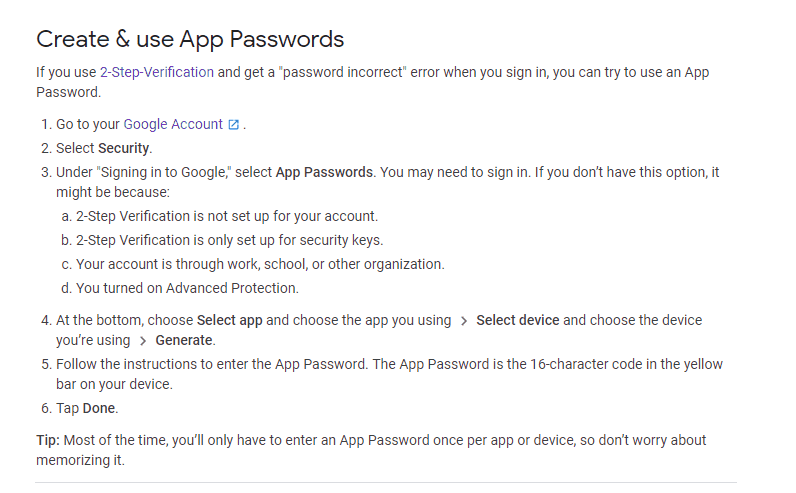 Create & use App Passwords
If you use 2-Step-Verification and get a "password incorrect" error when you sign in, you can try to use an App
Password.
1. Go to your Google Account .
2. Select Security.
3. Under "Signing in to Google," select App Passwords. You may need to sign in. If you don’t have this option, it
might be because:
a. 2-Step Verification is not set up for your account.
b. 2-Step Verification is only set up for security keys.
c. Your account is through work, school, or other organization.
d. You turned on Advanced Protection.
4. At the bottom, choose Select app and choose the app you using > Select device and choose the device
you’re using > Generate.
5. Follow the instructions to enter the App Password. The App Password is the 16-character code in the yellow
bar on your device.
6. Tap Done.
Tip: Most of the time, you’ll only have to enter an App Password once per app or device, so don’t worry about
memorizing it.